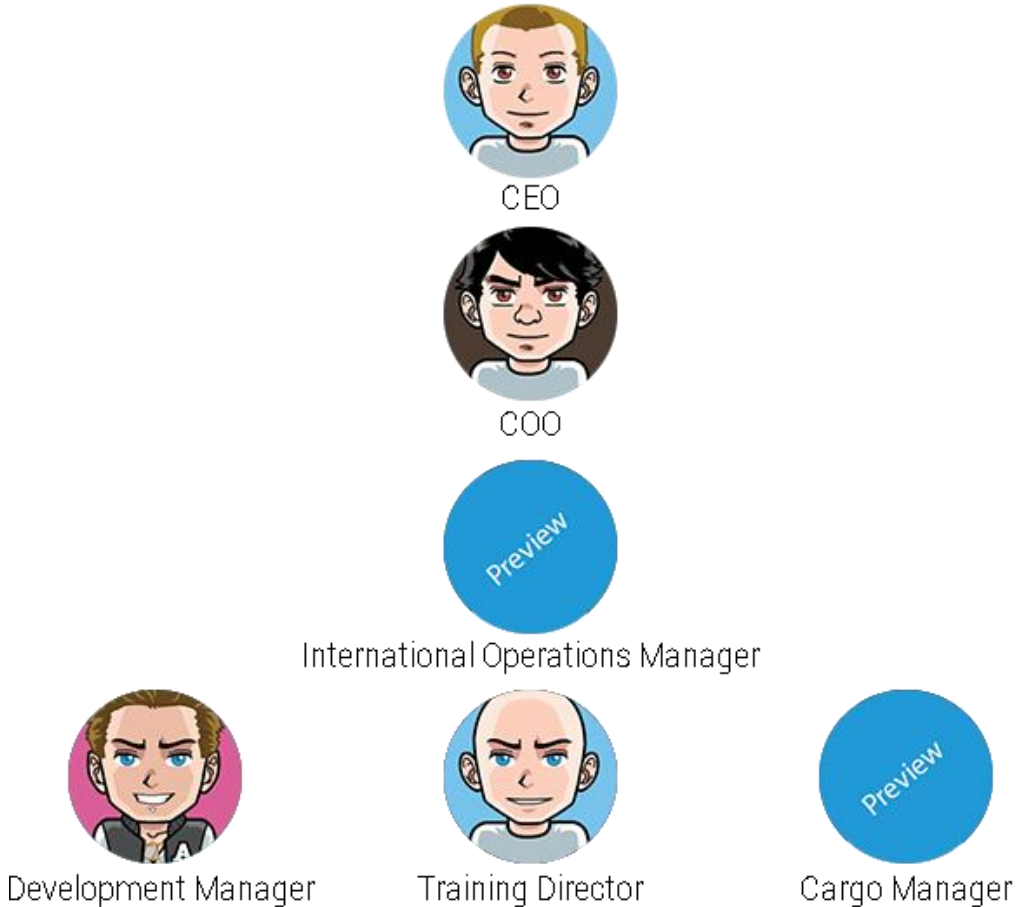 CEO
COO
Preview
International Operations Manager
A
Preview
Development Manager
Training Director
Cargo Manager